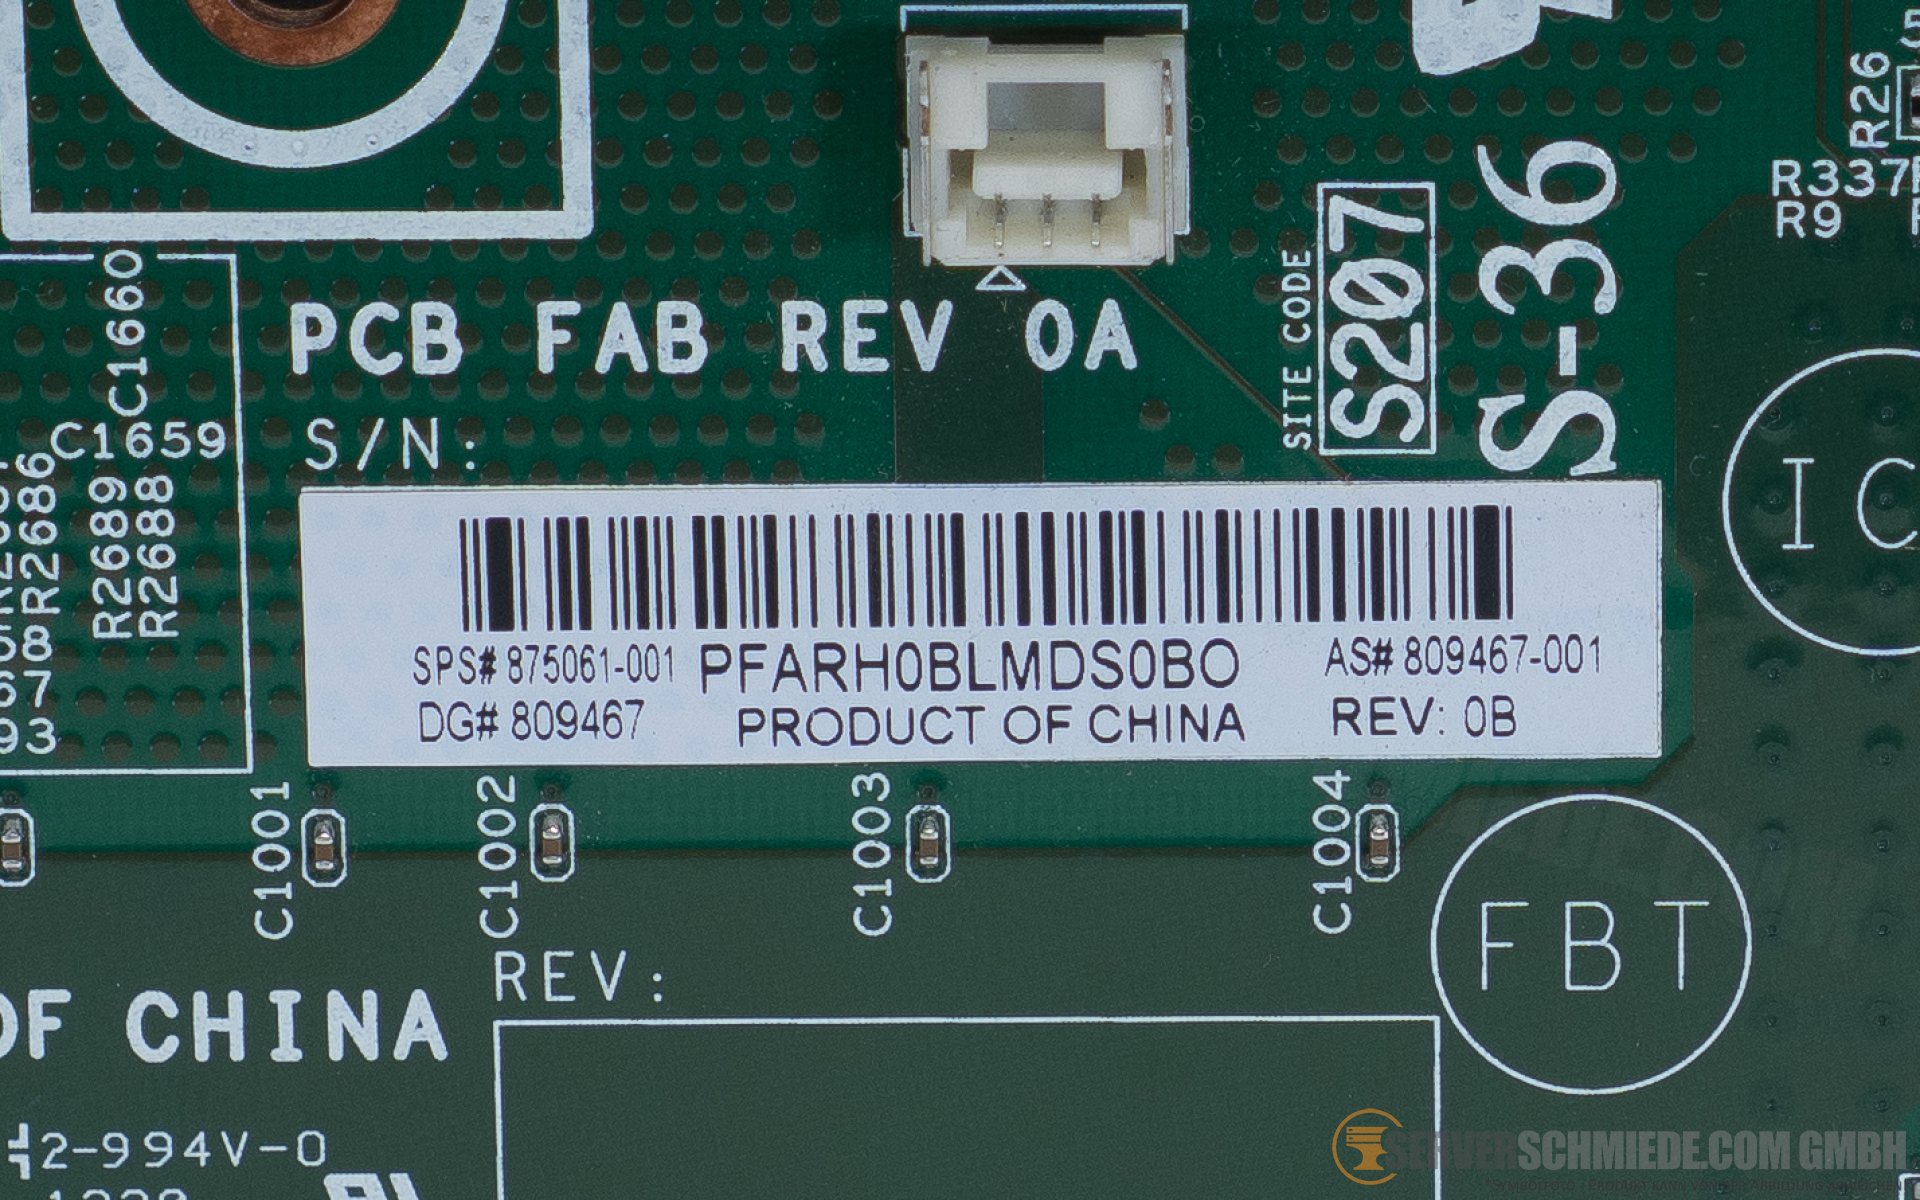 R26
R337
R9
S-36
SITE CODE
S207
C1660
PCB FAB REV 0A
C1659
S/N:
R2686
R2689
R2688
IC
SPS# 875061-001
PFARH0BLMDS0BO
AS# 809467-001
DG# 809467
PRODUCT OF CHINA
REV: 0B
67
93
C1001
C1002
C1003
C1004
FBT
REV:
OF CHINA
2-994V-0
SERVERSCHMIEDE.COM GMBH